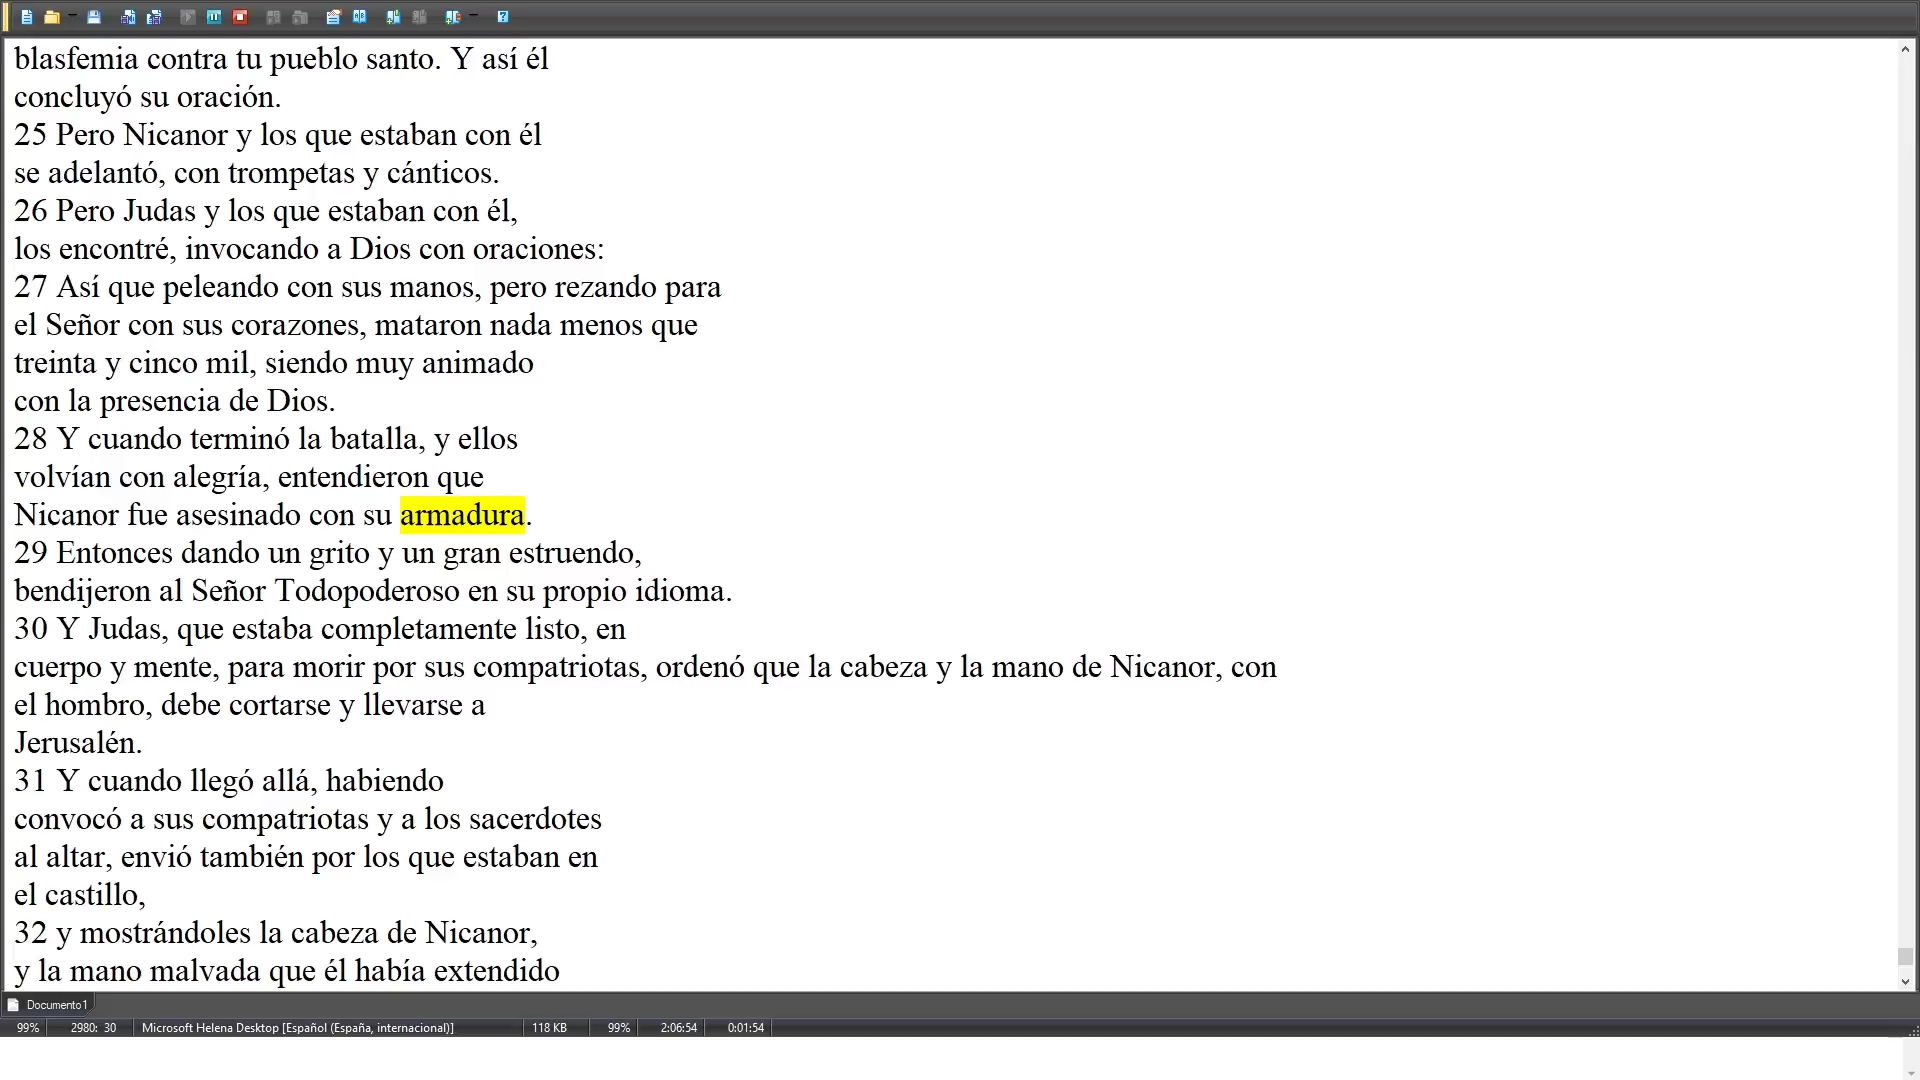 blasfemia contra tu pueblo santo. Y así él
concluyó su oración.
25 Pero Nicanor y los que estaban con él
se adelantó, con trompetas y cánticos.
26 Pero Judas y los que estaban con él,
los encontré, invocando a Dios con oraciones:
27 Así que peleando con sus manos, pero rezando para
el Señor con sus corazones, mataron nada menos que
treinta y cinco mil, siendo muy animado
con la presencia de Dios.
28 Y cuando terminó la batalla, y ellos
volvían con alegría, entendieron que
Nicanor fue asesinado con su armadura.
29 Entonces dando un grito y un gran estruendo,
bendijeron al Señor Todopoderoso en su propio idioma.
30 Y Judas, que estaba completamente listo, en
cuerpo y mente, para morir por sus compatriotas, ordenó que la cabeza y la mano de Nicanor, con
el hombro, debe cortarse y llevarse a
Jerusalén.
31 Y cuando llegó allá, habiendo
convocó a sus compatriotas y a los sacerdotes
al altar, envió también por los que estaban en
el castillo,
32 y mostrándoles la cabeza de Nicanor,
y la mano malvada que él había extendido
Documento1
99% 2980: 30 Microsoft Helena Desktop [Español (España, internacional)] 118 KB 99% 2:06:54 0:01:54